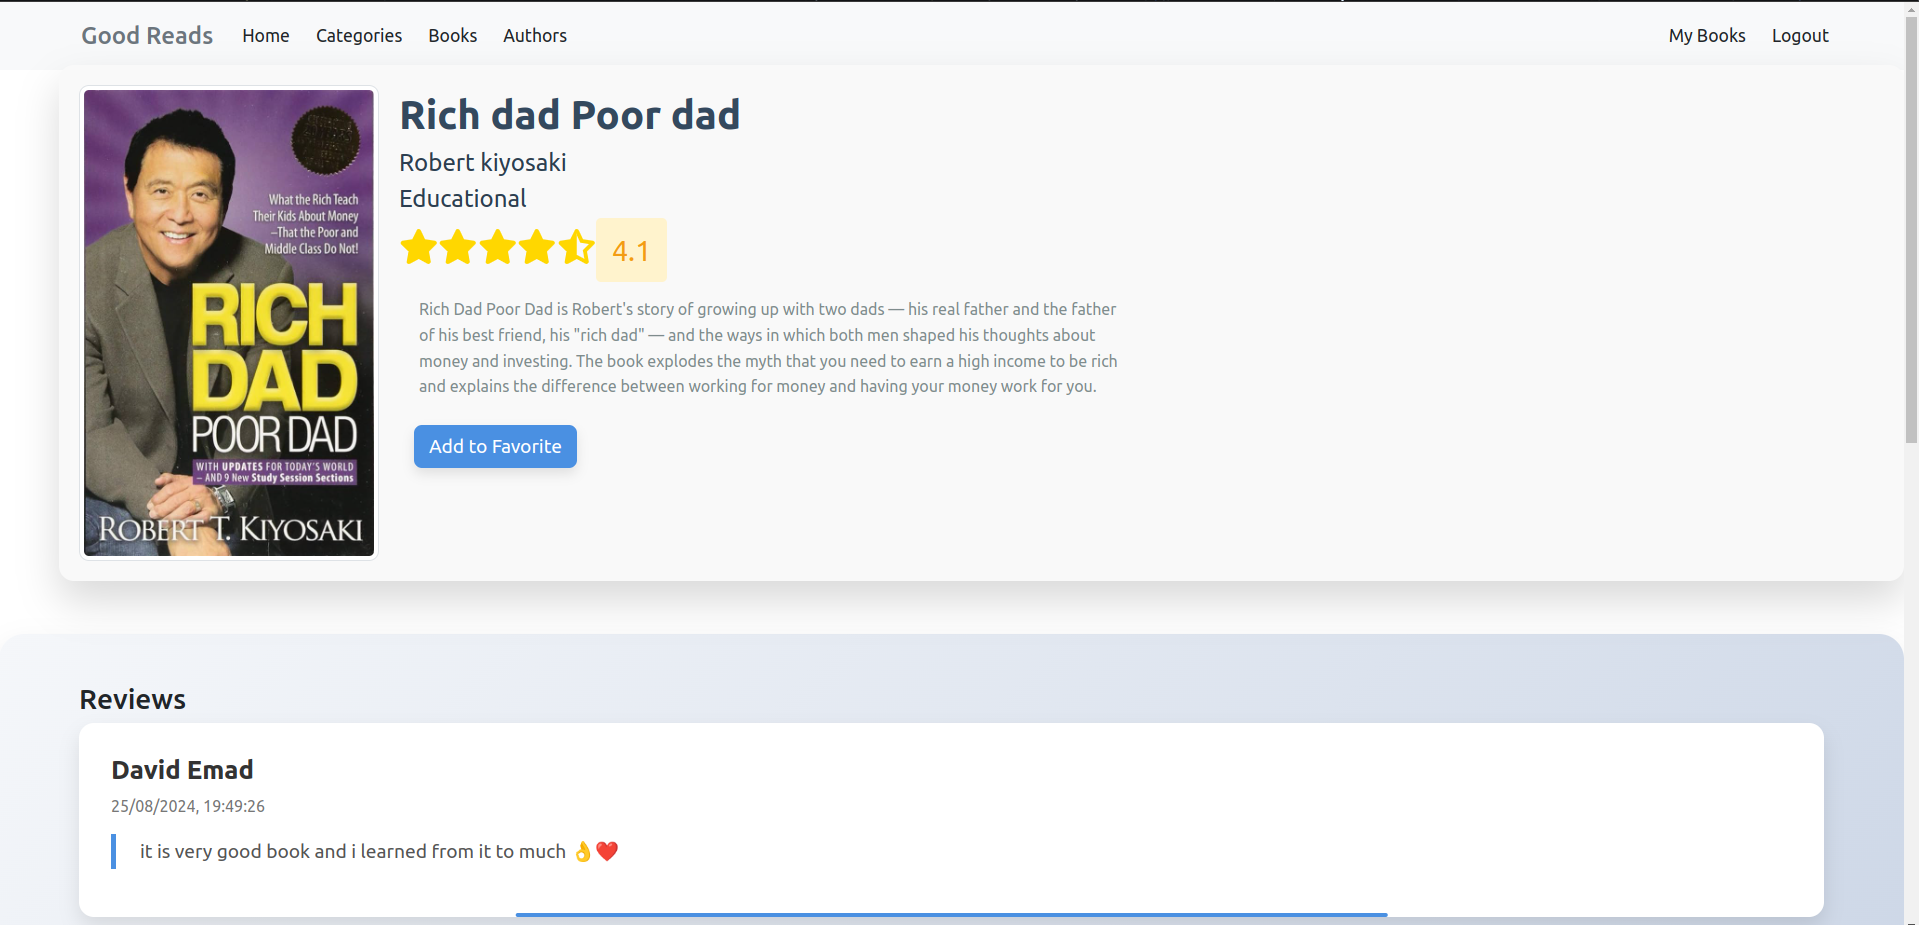 Good Reads Home Categories Books Authors My Books Logout
What the Rich Teach
Their Kids About Money
–That the Poor and
Middle Class Do Not!
RICH
DAD
POOR DAD
WITH UPDATES FOR TODAY'S WORLD
– AND 9 New Study Session Sections
ROBERT T. KIYOSAKI
Rich dad Poor dad
Robert kiyosaki
Educational
4.1
Rich Dad Poor Dad is Robert's story of growing up with two dads — his real father and the father
of his best friend, his "rich dad" — and the ways in which both men shaped his thoughts about
money and investing. The book explodes the myth that you need to earn a high income to be rich
and explains the difference between working for money and having your money work for you.
Add to Favorite
Reviews
David Emad
25/08/2024, 19:49:26
it is very good book and i learned from it to much 👌❤️